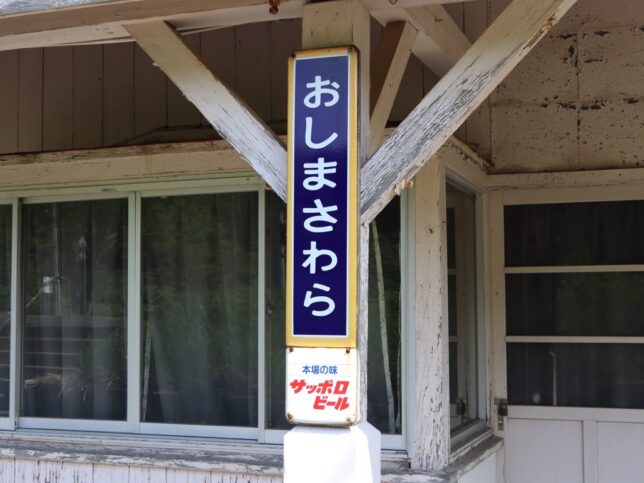 おしまさわら
本場の味
サッポロ
ビール